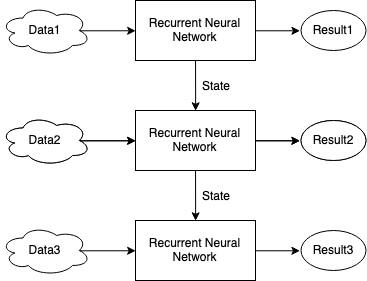 Data1
Recurrent Neural
Network
Result1
State
Data2
Recurrent Neural
Network
Result2
State
Data3
Recurrent Neural
Network
Result3